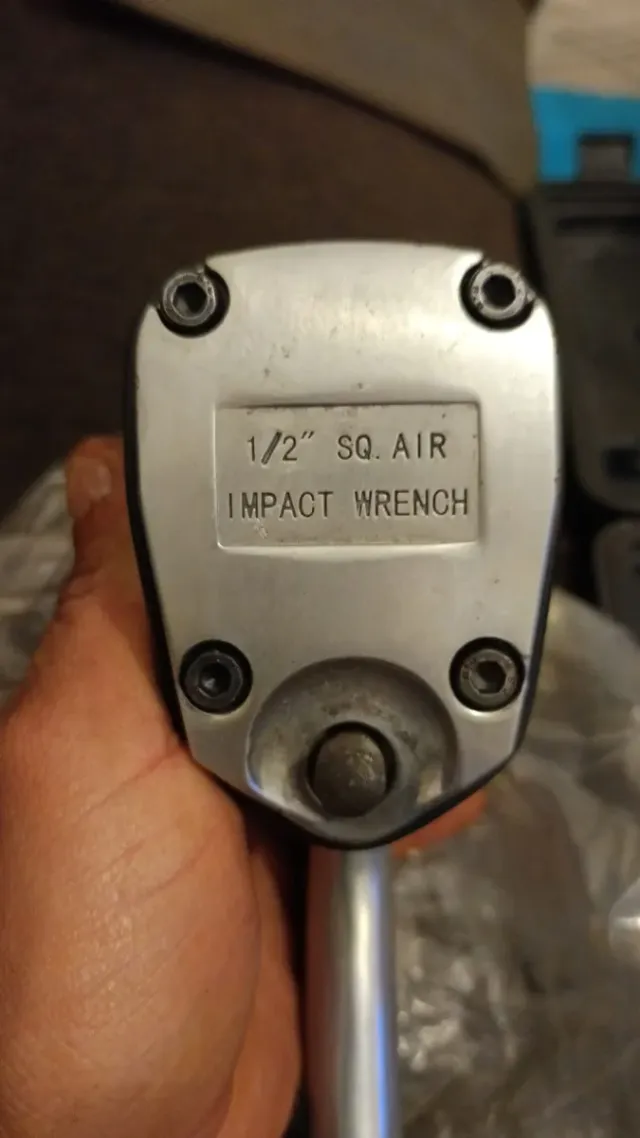 1/2" SQ. AIR
IMPACT WRENCH